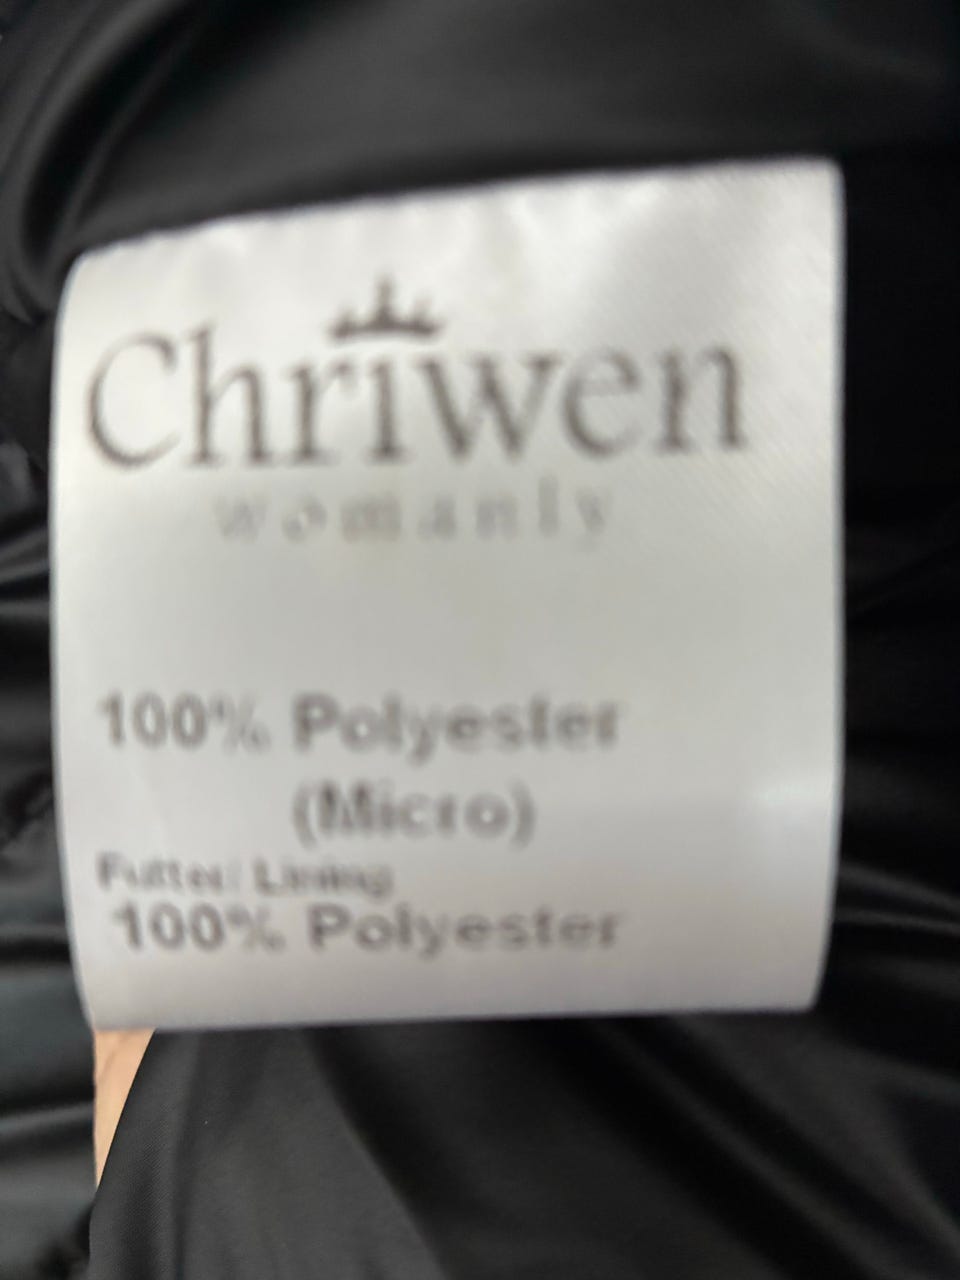 Chriwen
womanly
100% Polyester
(Micro)
Futter/ Lining
100% Polyester